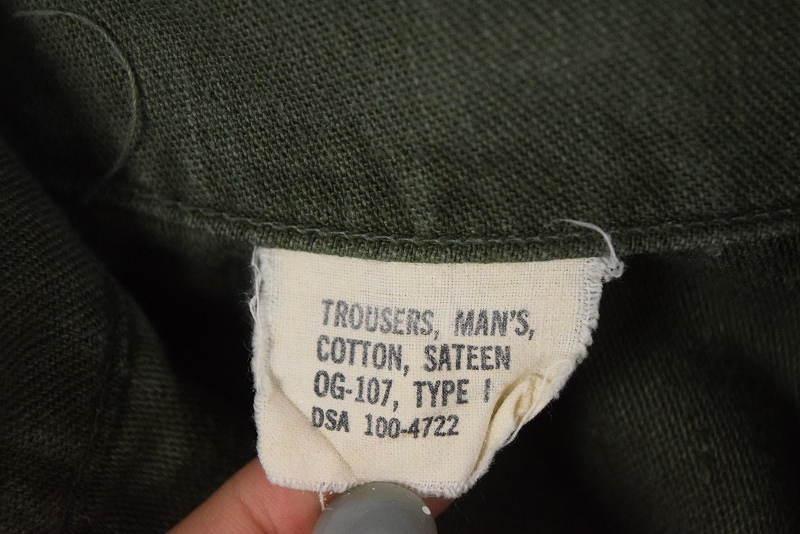 TROUSERS, MAN'S,
COTTON, SATEEN
OG-107, TYPE I
DSA 100-4722